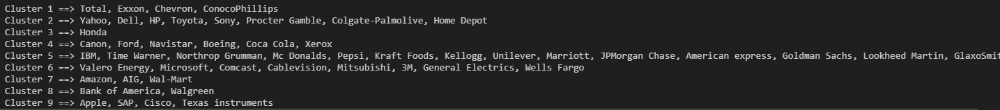 Cluster 1 ==> Total, Exxon, Chevron, ConocoPhillips
Cluster 2 ==> Yahoo, Dell, HP, Toyota, Sony, Procter Gamble, Colgate-Palmolive, Home Depot
Cluster 3 ==> Honda
Cluster 4 ==> Canon, Ford, Navistar, Boeing, Coca Cola, Xerox
Cluster 5 ==> IBM, Time Warner, Northrop Grumman, Mc Donalds, Pepsi, Kraft Foods, Kellogg, Unilever, Marriott, JPMorgan Chase, American express, Goldman Sachs, Lookheed Martin, GlaxoSmit
Cluster 6 ==> Valero Energy, Microsoft, Comcast, Cablevision, Mitsubishi, 3M, General Electrics, Wells Fargo
Cluster 7 ==> Amazon, AIG, Wal-Mart
Cluster 8 ==> Bank of America, Walgreen
Cluster 9 ==> Apple, SAP, Cisco, Texas instruments